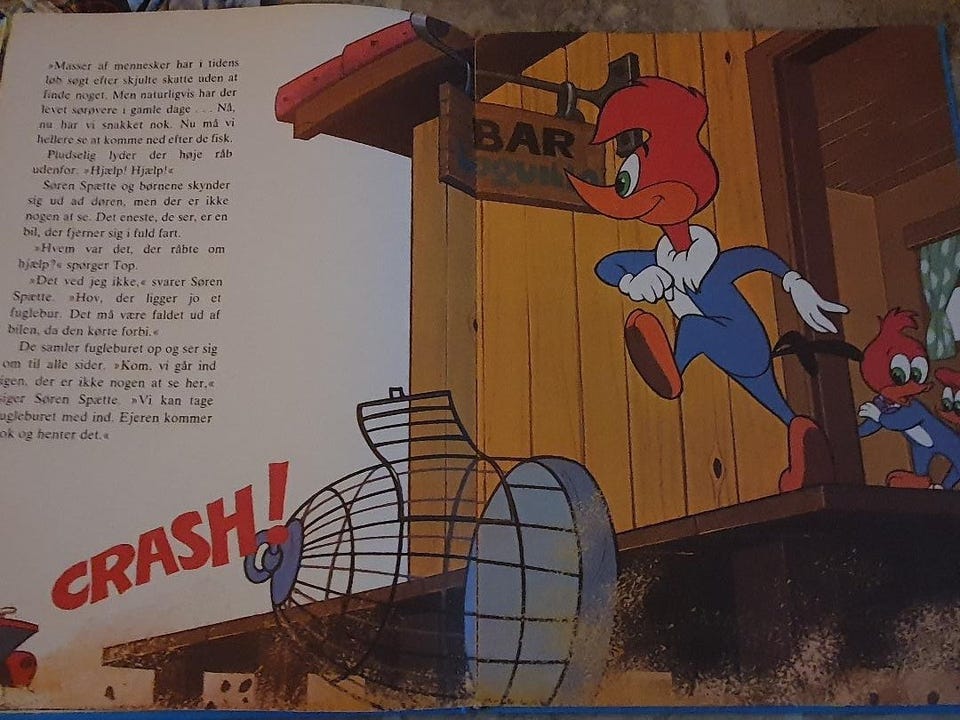 »Masser af mennesker har i tidens
løb søgt efter skjulte skatte uden at
finde noget. Men naturligvis har der
levet sørøvere i gamle dage . . . Nå,
nu har vi snakket nok. Nu må vi
hellere se at komme ned efter de fisk.
Pludselig lyder der høje råb
udenfor. »Hjælp! Hjælp!«
Søren Spætte og børnene skynder
sig ud ad døren, men der er ikke
nogen at se. Det eneste, de ser, er en
bil, der fjerner sig i fuld fart.
»Hvem var det, der råbte om
hjælp?« spørger Top.
»Det ved jeg ikke,« svarer Søren
Spætte. »Hov, der ligger jo et
fuglebur. Det må være faldet ud af
bilen, da den kørte forbi.«
De samler fugleburet op og ser sig
om til alle sider. »Kom, vi går ind
igen, der er ikke nogen at se her,«
siger Søren Spætte. »Vi kan tage
fugleburet med ind. Ejeren kommer
ok og henter det.«
BAR
CRASH!